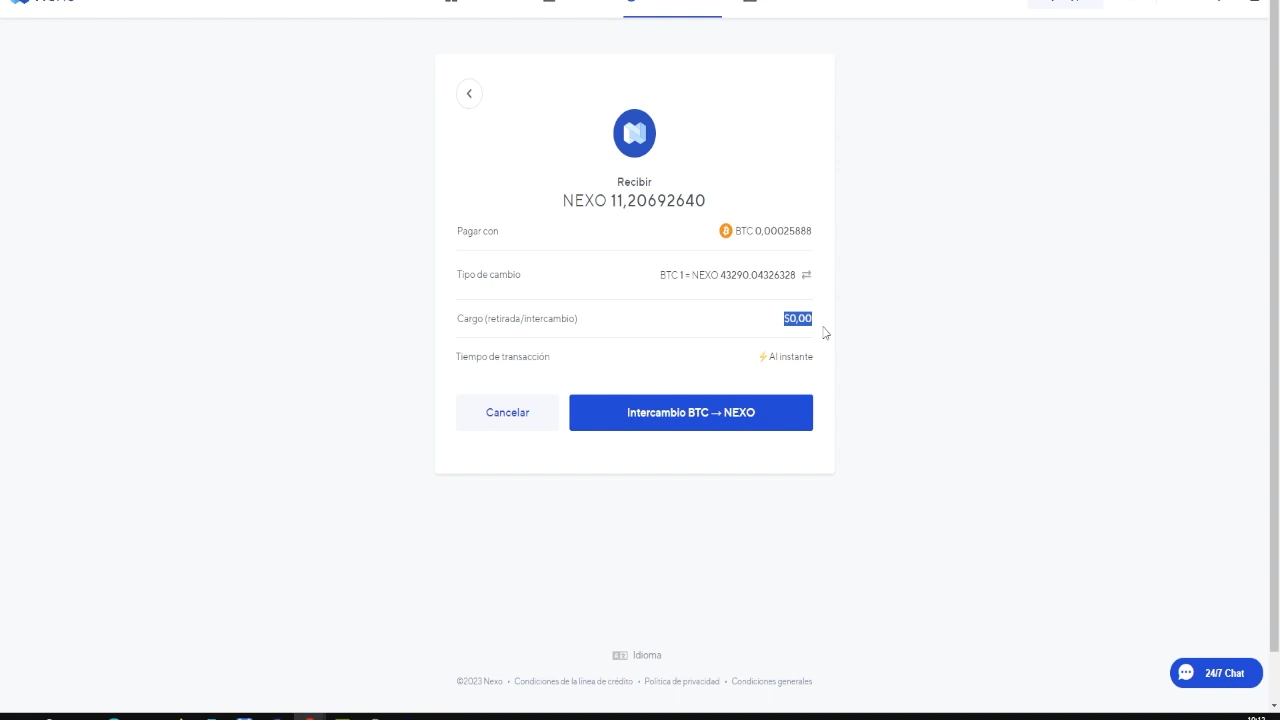 Recibir
NEXO 11,20692640
Pagar con BTC 0,00025888
Tipo de cambio BTC 1 = NEXO 43290.04326328
Cargo (retirada/intercambio) $0,00
Tiempo de transacción Al instante
Cancelar Intercambio BTC → NEXO
Idioma
©2023 Nexo • Condiciones de la línea de crédito • Política de privacidad • Condiciones generales
24/7 Chat